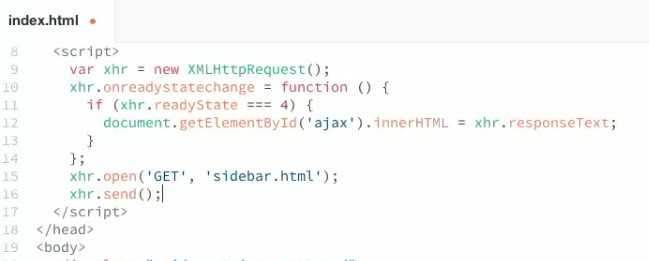 index.html
8 <script>
9 var xhr = new XMLHttpRequest();
10 xhr.onreadystatechange = function () {
11 if (xhr.readyState === 4) {
12 document.getElementById('ajax').innerHTML = xhr.responseText;
13 }
14 };
15 xhr.open('GET', 'sidebar.html');
16 xhr.send();
17 </script>
18 </head>
19 <body>